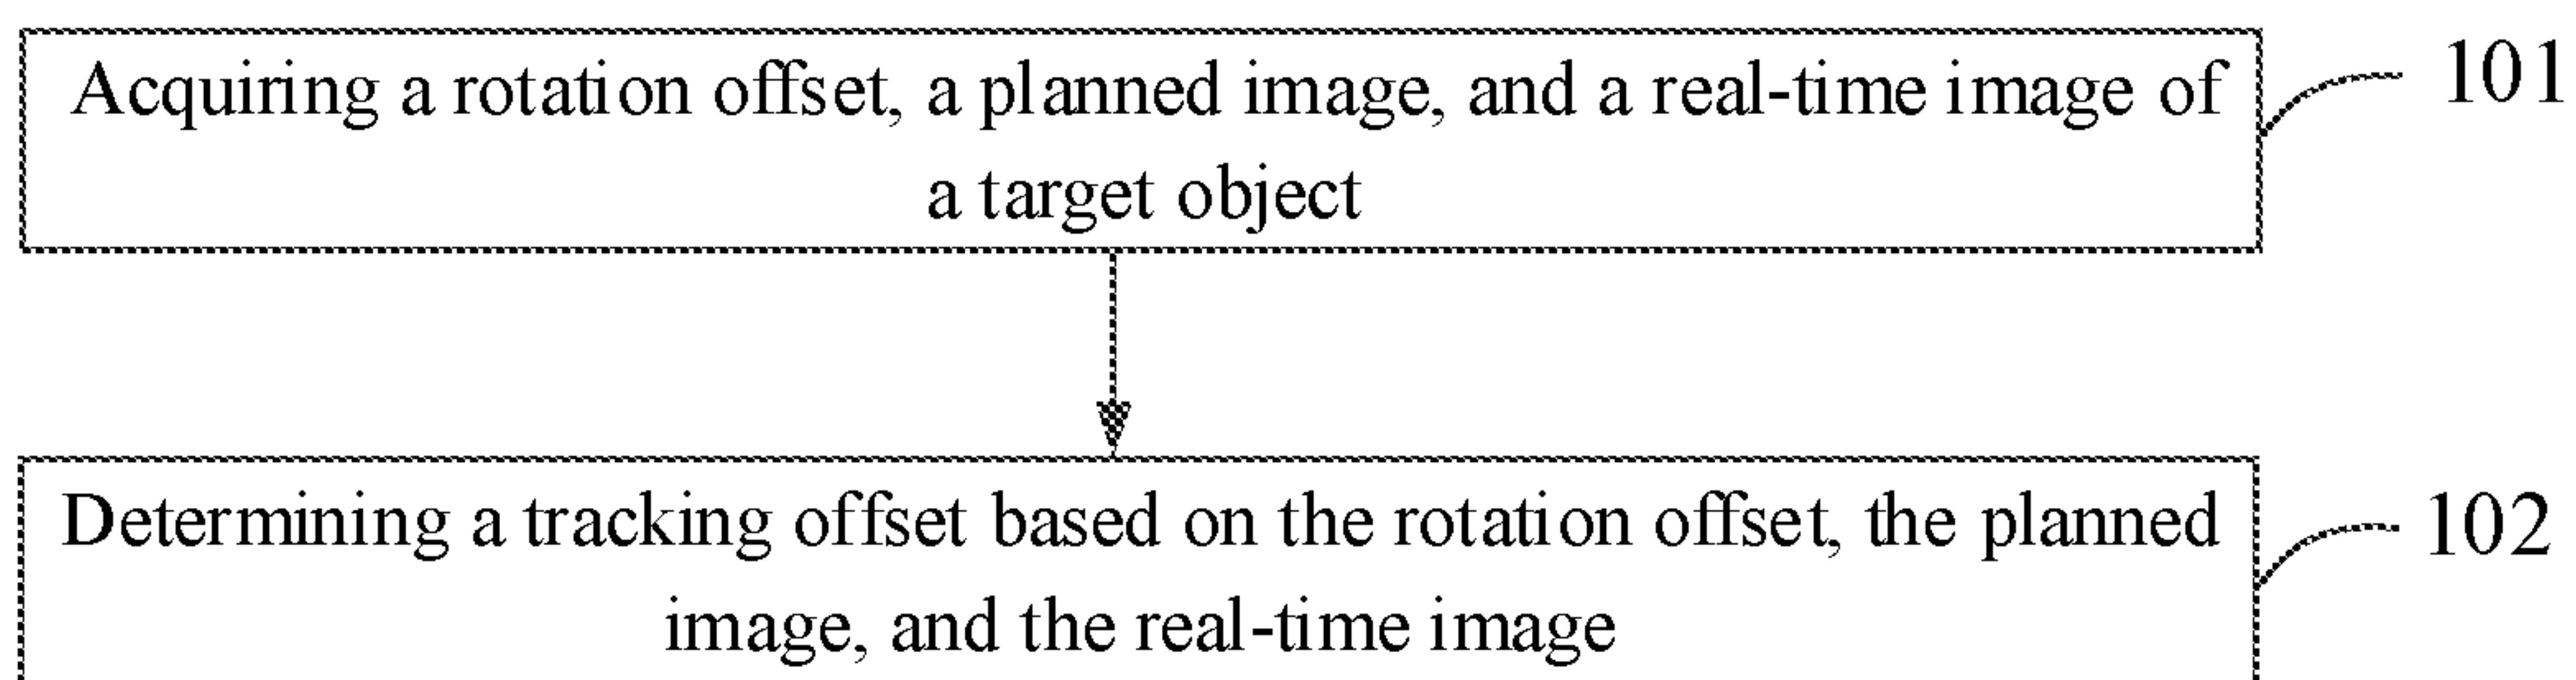 Acquiring a rotation offset, a planned image, and a real-time image of
a target object
101
Determining a tracking offset based on the rotation offset, the planned
image, and the real-time image
102